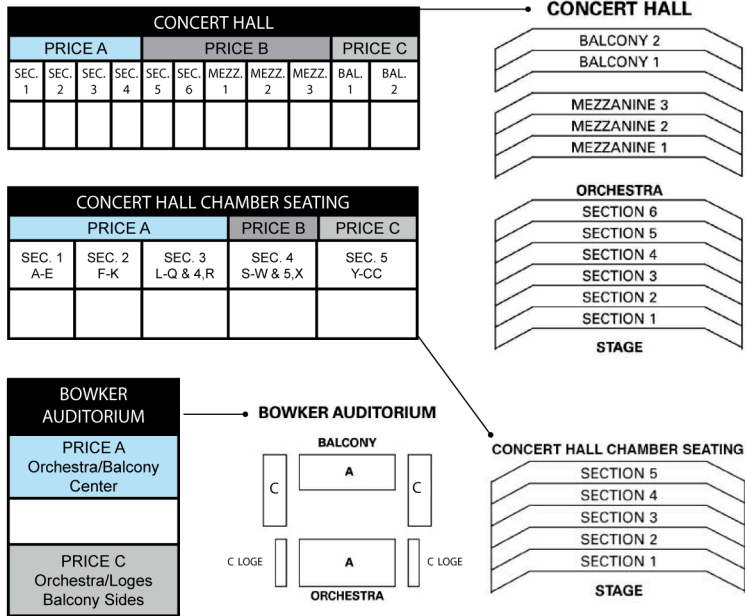 CONCERT HALL
PRICE A PRICE B PRICE C
SEC. 1 SEC. 2 SEC. 3 SEC. 4 SEC. 5 SEC. 6 MEZZ. 1 MEZZ. 2 MEZZ. 3 BAL. 1 BAL. 2
CONCERT HALL
BALCONY 2
BALCONY 1
MEZZANINE 3
MEZZANINE 2
MEZZANINE 1
ORCHESTRA
SECTION 6
SECTION 5
SECTION 4
SECTION 3
SECTION 2
SECTION 1
STAGE
CONCERT HALL CHAMBER SEATING
PRICE A PRICE B PRICE C
SEC. 1 SEC. 2 SEC. 3 SEC. 4 SEC. 5
A-E F-K L-Q & 4,R S-W & 5,X Y-CC
BOWKER
AUDITORIUM
PRICE A
Orchestra/Balcony
Center
PRICE C
Orchestra/Loges
Balcony Sides
BOWKER AUDITORIUM
BALCONY
C A C
C LOGE A C LOGE
ORCHESTRA
CONCERT HALL CHAMBER SEATING
SECTION 5
SECTION 4
SECTION 3
SECTION 2
SECTION 1
STAGE